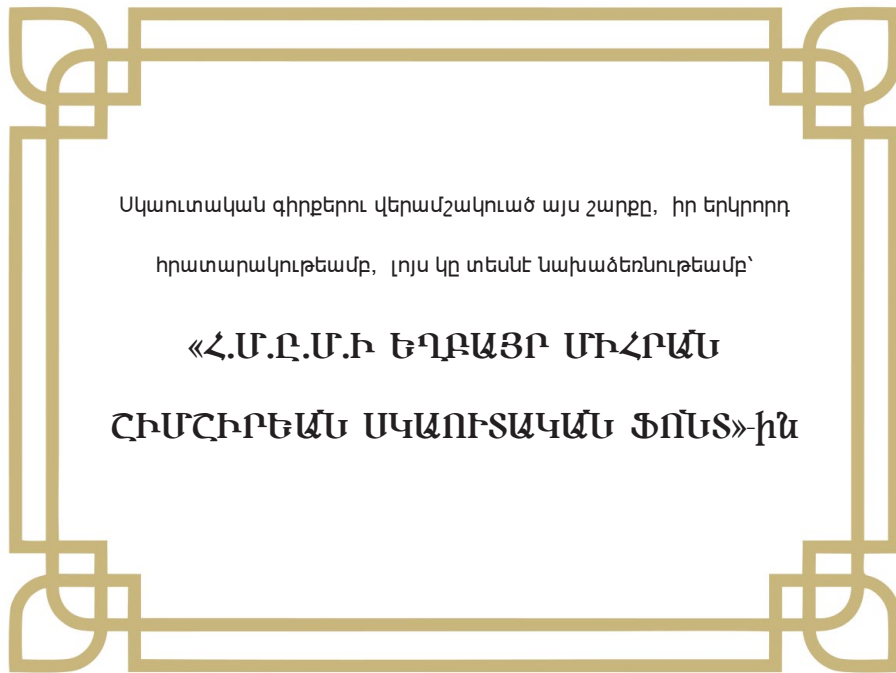 Սկաուտական գիրքերու վերամշակուած այս շարքը, իր երկրորդ
հրատարակութեամբ, լոյս կը տեսնէ նախաձեռնութեամբ՝
«Հ.Մ.Ը.Մ.Ի ԵՂԲԱՅՐ ՄԻՀՐԱՆ
ՇԻՄՇԻՐԵԱՆ ՍԿԱՈՒՏԱԿԱՆ ՖՈՆՏ»-ին